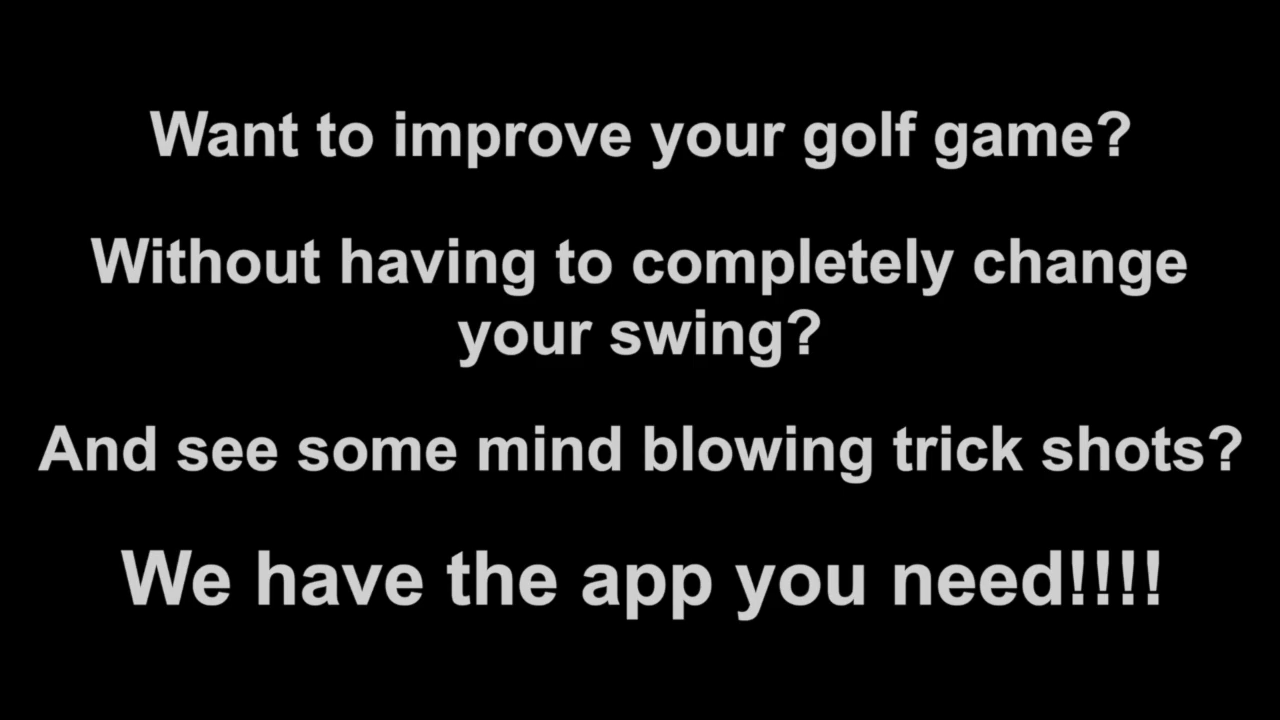 Want to improve your golf game?
Without having to completely change
your swing?
And see some mind blowing trick shots?
We have the app you need!!!!